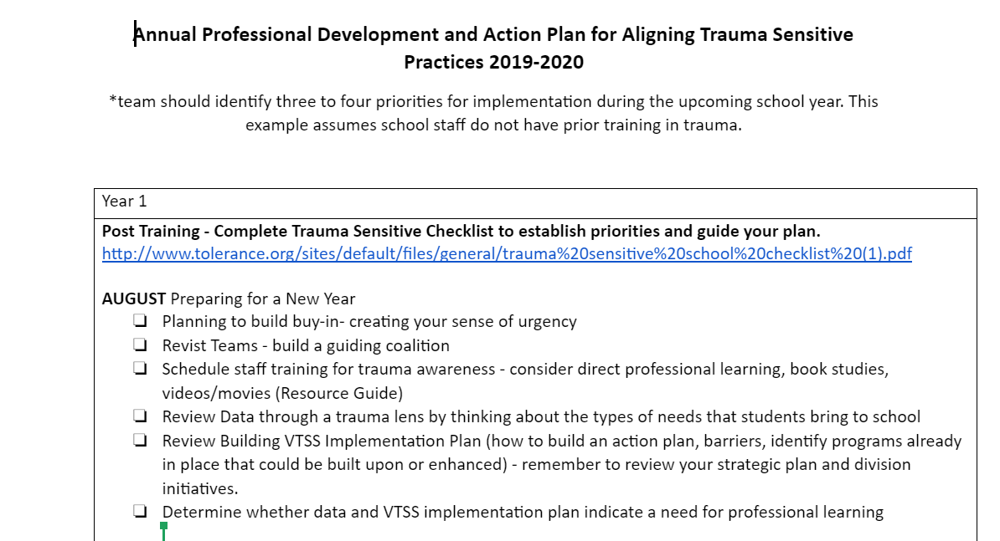 Annual Professional Development and Action Plan for Aligning Trauma Sensitive
Practices 2019-2020
*team should identify three to four priorities for implementation during the upcoming school year. This
example assumes school staff do not have prior training in trauma.
Year 1
Post Training - Complete Trauma Sensitive Checklist to establish priorities and guide your plan.
http://www.tolerance.org/sites/default/files/general/trauma%20sensitive%20school%20checklist%20(1).pdf
AUGUST Preparing for a New Year
❏ Planning to build buy-in- creating your sense of urgency
❏ Revist Teams - build a guiding coalition
❏ Schedule staff training for trauma awareness - consider direct professional learning, book studies,
videos/movies (Resource Guide)
❏ Review Data through a trauma lens by thinking about the types of needs that students bring to school
❏ Review Building VTSS Implementation Plan (how to build an action plan, barriers, identify programs already
in place that could be built upon or enhanced) - remember to review your strategic plan and division
initiatives.
❏ Determine whether data and VTSS implementation plan indicate a need for professional learning